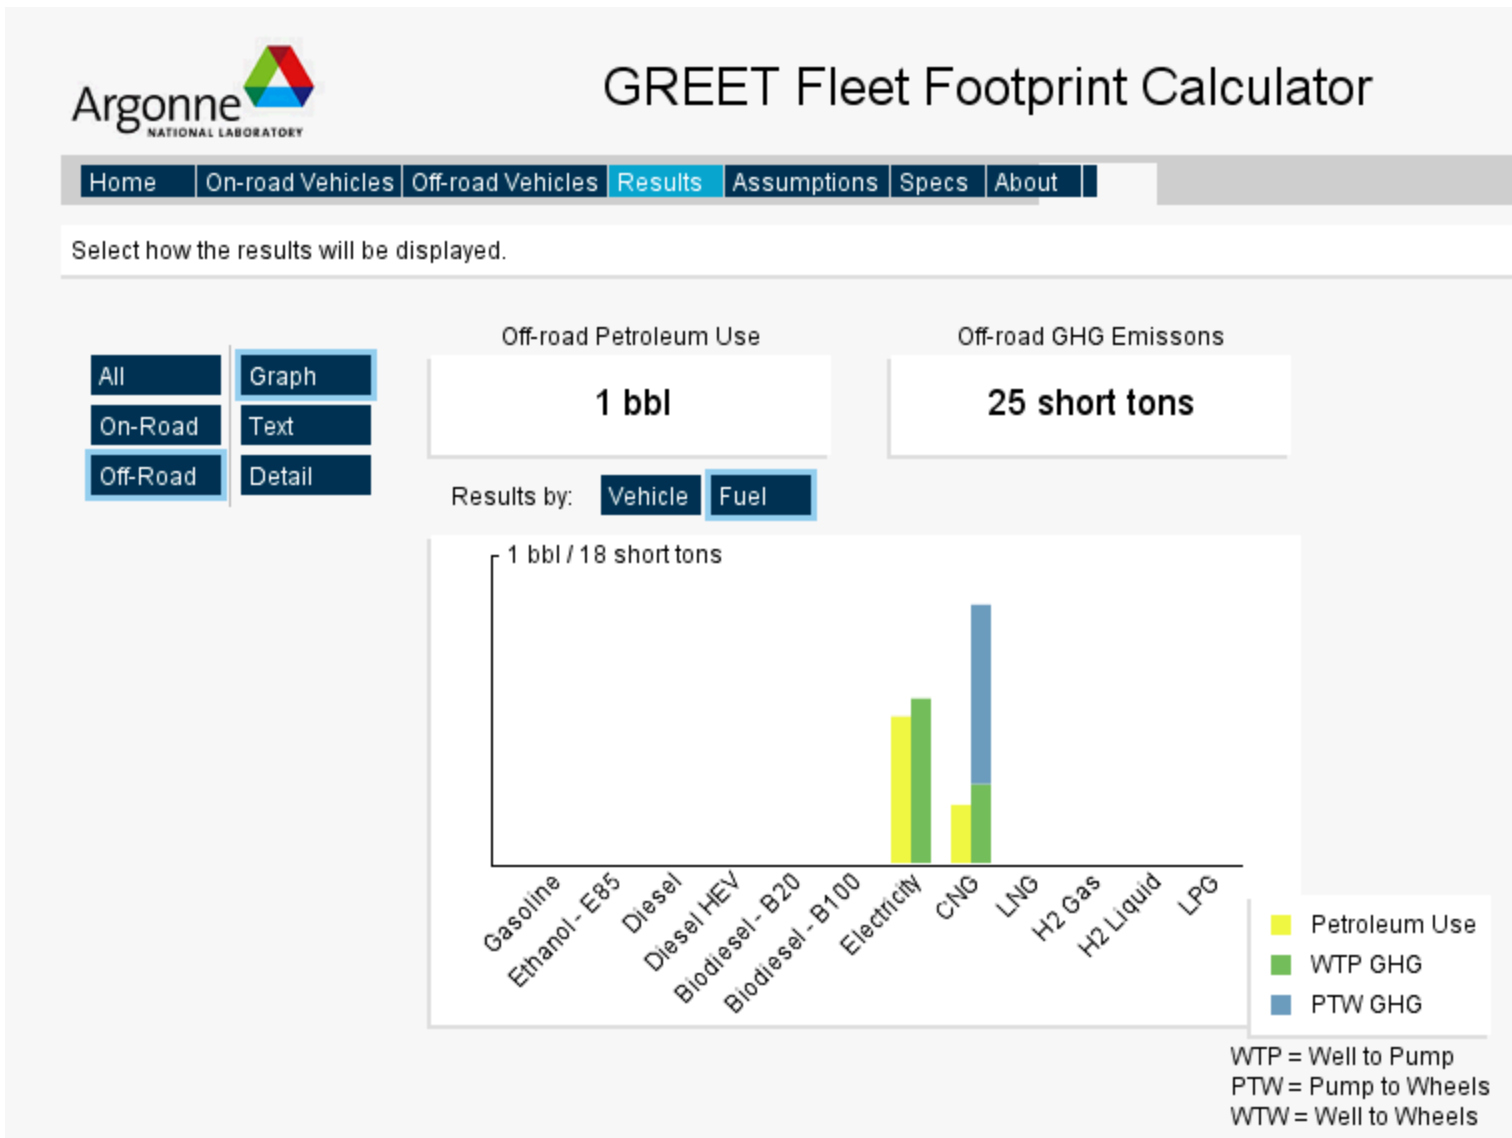 Argonne
NATIONAL LABORATORY
GREET Fleet Footprint Calculator
Home On-road Vehicles Off-road Vehicles Results Assumptions Specs About
Select how the results will be displayed.
All
On-Road
Off-Road
Graph
Text
Detail
Off-road Petroleum Use
1 bbl
Off-road GHG Emissons
25 short tons
Results by: Vehicle Fuel
1 bbl / 18 short tons
Gasoline
Ethanol - E85
Diesel
Diesel HEV
Biodiesel - B20
Biodiesel - B100
Electricity
CNG
LNG
H2 Gas
H2 Liquid
LPG
Petroleum Use
WTP GHG
PTW GHG
WTP = Well to Pump
PTW = Pump to Wheels
WTW = Well to Wheels